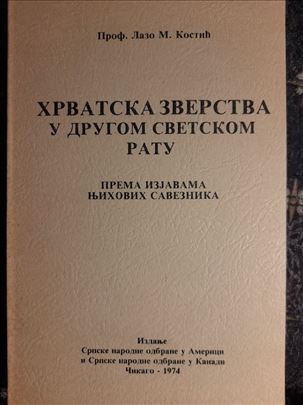 Проф. Лазо М. Костић
ХРВАТСКА ЗВЕРСТВА
У ДРУГОМ СВЕТСКОМ
РАТУ
ПРЕМА ИЗЈАВАМА
ЊИХОВИХ САВЕЗНИКА
Издање
Српске народне одбране у Америци
и Српске народне одбране у Канади
Чикаго - 1974